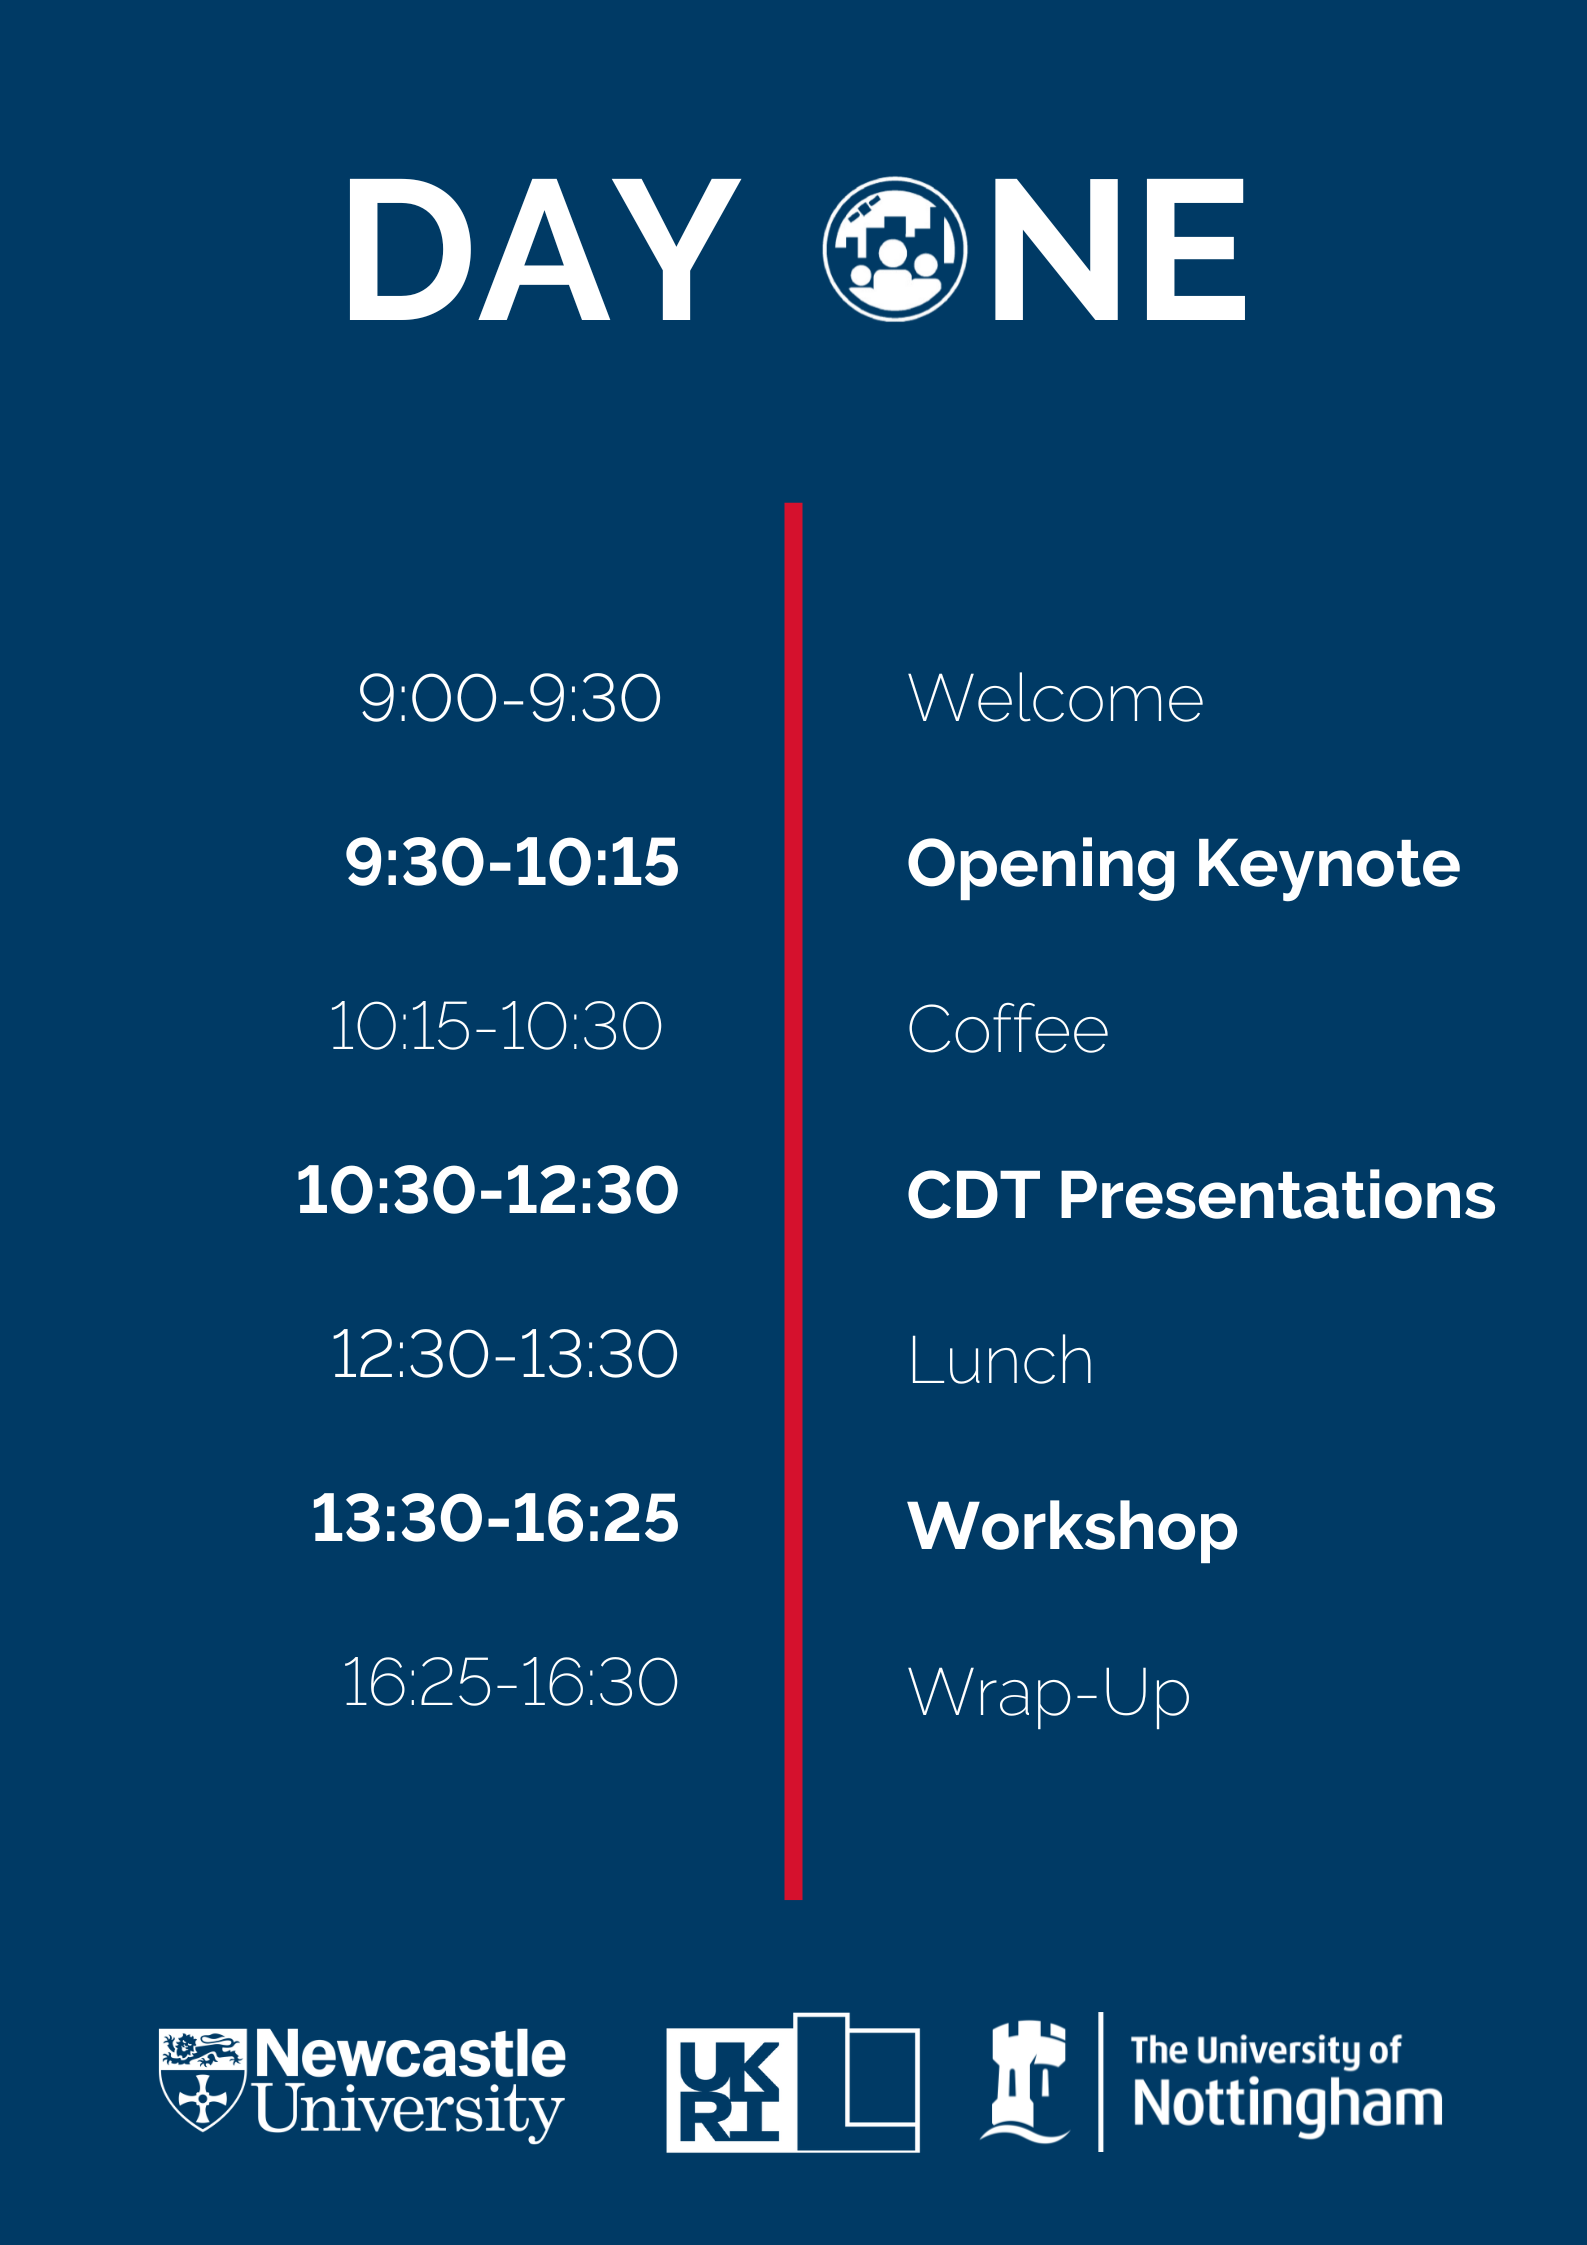 DAY ONE
9:00-9:30 Welcome
9:30-10:15 Opening Keynote
10:15-10:30 Coffee
10:30-12:30 CDT Presentations
12:30-13:30 Lunch
13:30-16:25 Workshop
16:25-16:30 Wrap-Up
Newcastle
University
UK
RI
The University of
Nottingham